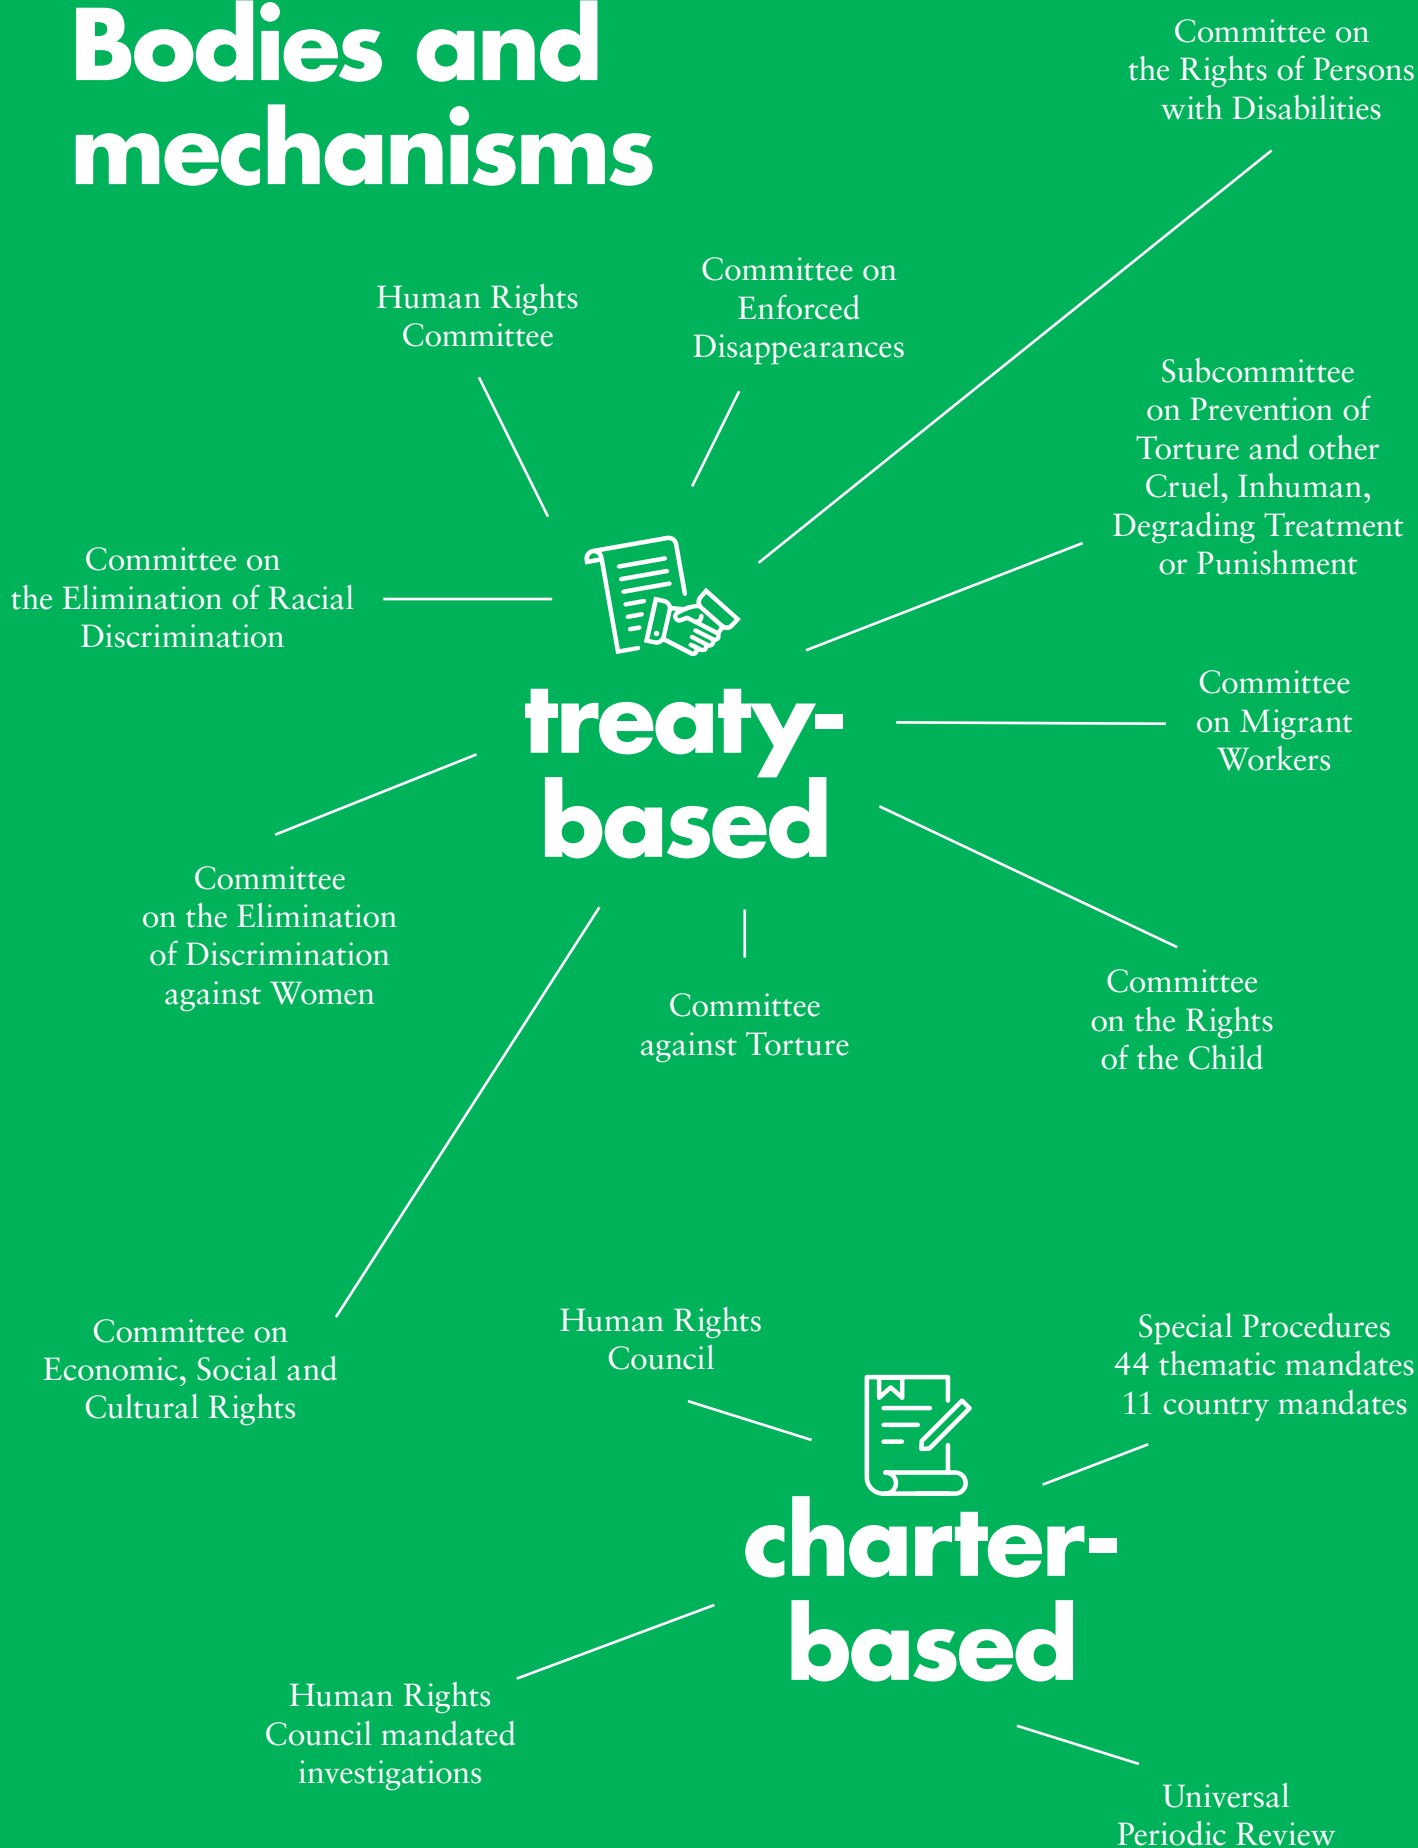 Bodies and
mechanisms
Committee on
the Rights of Persons
with Disabilities
Human Rights
Committee
Committee on
Enforced
Disappearances
Subcommittee
on Prevention of
Torture and other
Cruel, Inhuman,
Degrading Treatment
or Punishment
Committee on
the Elimination of Racial
Discrimination
treaty-
based
Committee
on Migrant
Workers
Committee
on the Elimination
of Discrimination
against Women
Committee
against Torture
Committee
on the Rights
of the Child
Committee on
Economic, Social and
Cultural Rights
Human Rights
Council
Special Procedures
44 thematic mandates
11 country mandates
charter-
based
Human Rights
Council mandated
investigations
Universal
Periodic Review